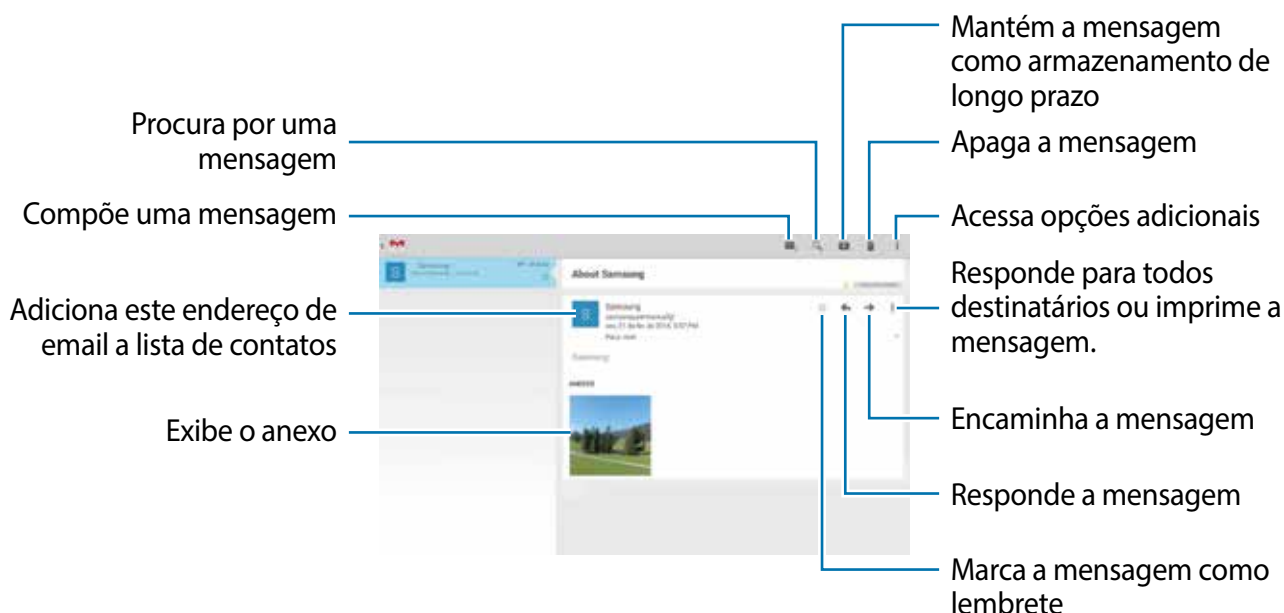 Mantém a mensagem
como armazenamento de
longo prazo
Procura por uma
mensagem
Apaga a mensagem
Compõe uma mensagem
Acessa opções adicionais
About Samsung
Responde para todos
destinatários ou imprime a
mensagem.
Adiciona este endereço de
email a lista de contatos
S
S
Samsung
Samsung
Exibe o anexo
Encaminha a mensagem
Responde a mensagem
Marca a mensagem como
lembrete